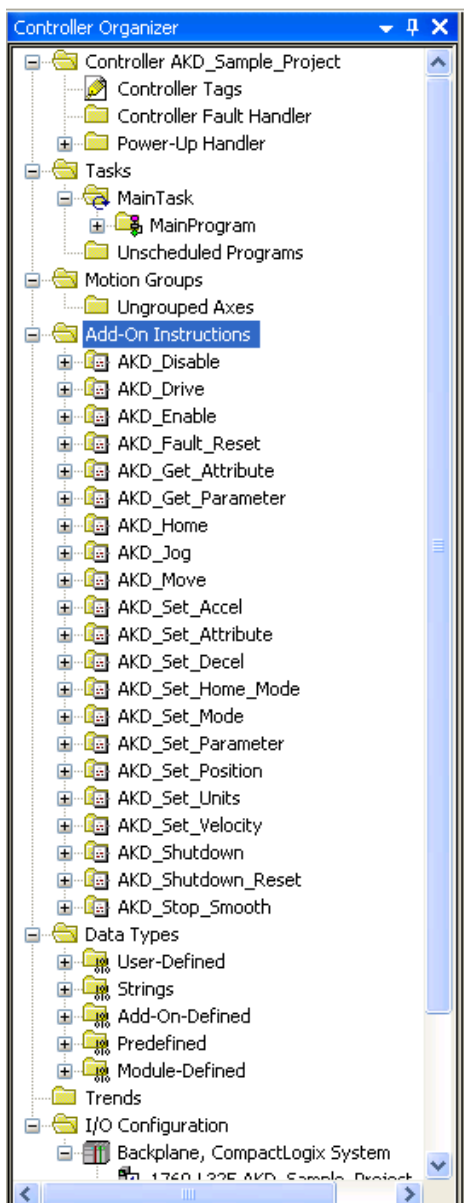 Controller Organizer
Controller AKD_Sample_Project
Controller Tags
Controller Fault Handler
Power-Up Handler
Tasks
MainTask
MainProgram
Unscheduled Programs
Motion Groups
Ungrouped Axes
Add-On Instructions
AKD_Disable
AKD_Drive
AKD_Enable
AKD_Fault_Reset
AKD_Get_Attribute
AKD_Get_Parameter
AKD_Home
AKD_Jog
AKD_Move
AKD_Set_Accel
AKD_Set_Attribute
AKD_Set_Decel
AKD_Set_Home_Mode
AKD_Set_Mode
AKD_Set_Parameter
AKD_Set_Position
AKD_Set_Units
AKD_Set_Velocity
AKD_Shutdown
AKD_Shutdown_Reset
AKD_Stop_Smooth
Data Types
User-Defined
Strings
Add-On-Defined
Predefined
Module-Defined
Trends
I/O Configuration
Backplane, CompactLogix System
AKD_Sample_Project